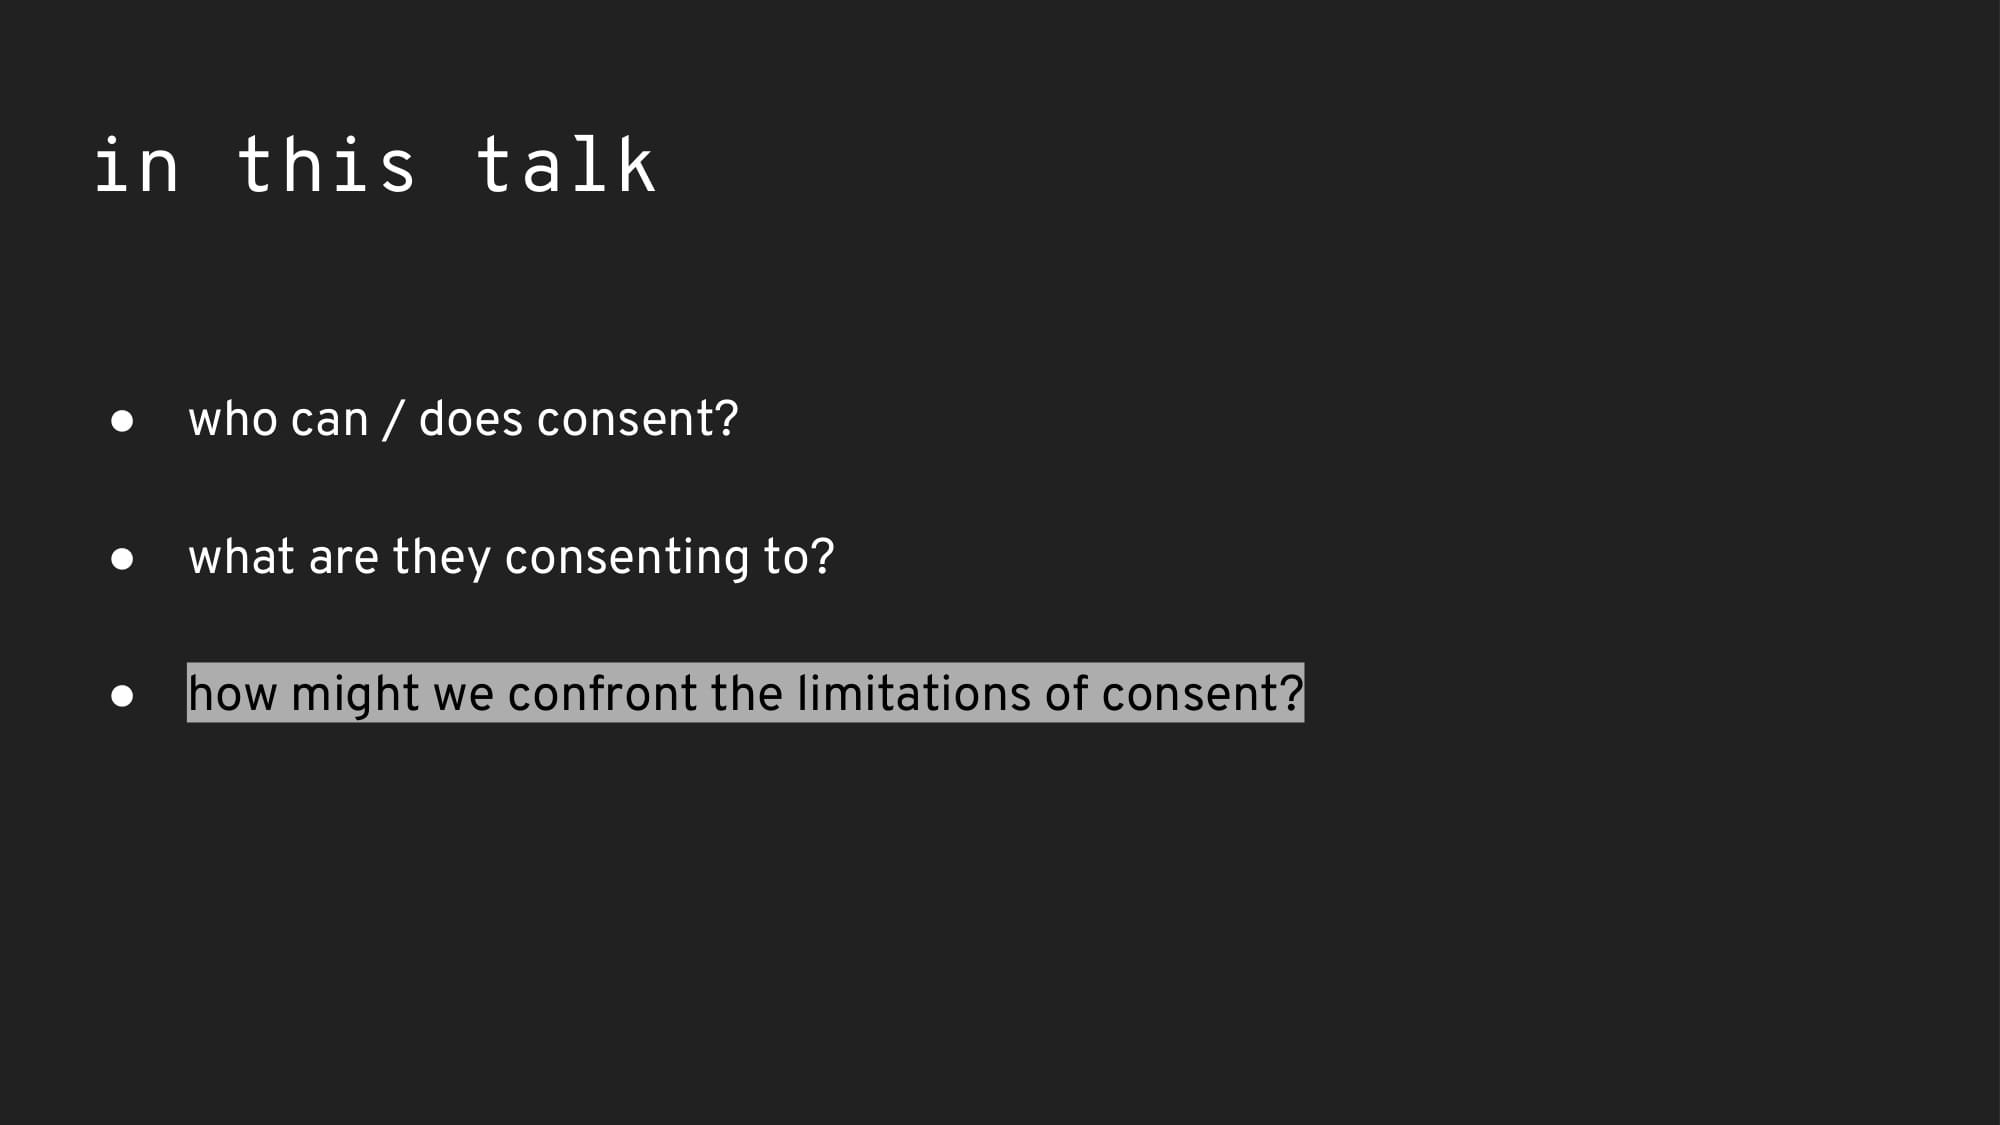 in this talk
● who can / does consent?
● what are they consenting to?
● how might we confront the limitations of consent?